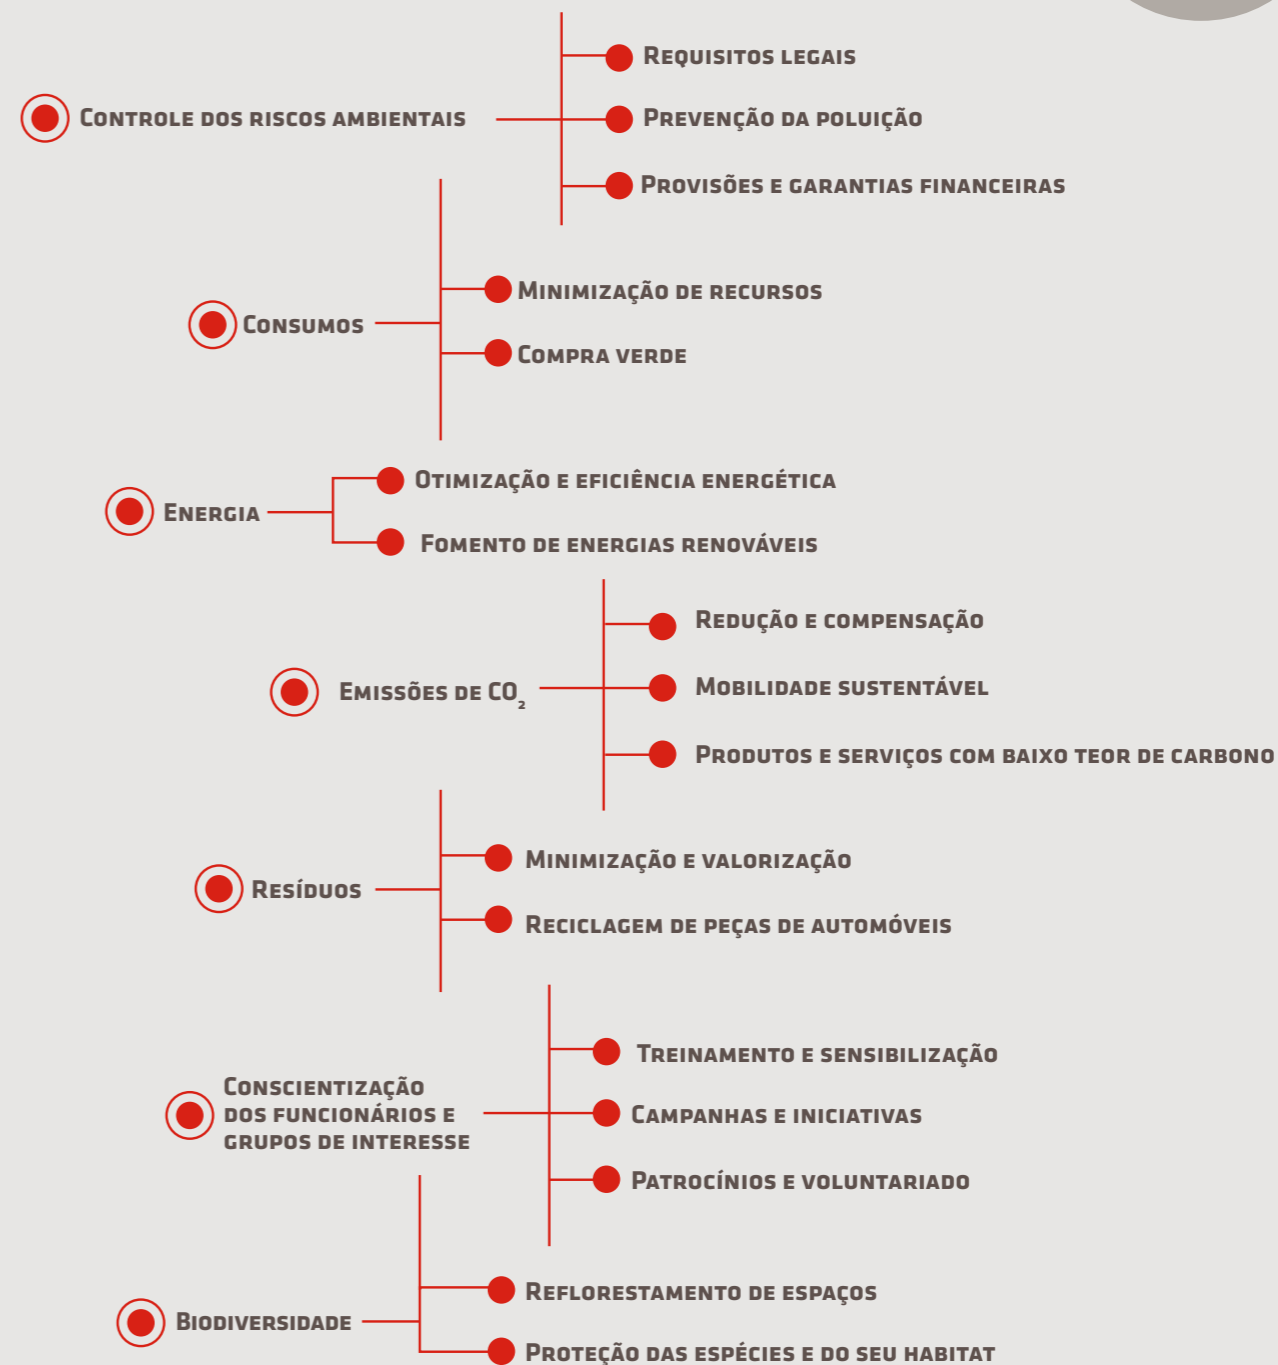 Controle dos riscos ambientais
Requisitos legais
Prevenção da poluição
Provisões e garantias financeiras
Consumos
Minimização de recursos
Compra verde
Energia
Otimização e eficiência energética
Fomento de energias renováveis
Emissões de CO₂
Redução e compensação
Mobilidade sustentável
Produtos e serviços com baixo teor de carbono
Resíduos
Minimização e valorização
Reciclagem de peças de automóveis
Conscientização
dos funcionários e
grupos de interesse
Treinamento e sensibilização
Campanhas e iniciativas
Patrocínios e voluntariado
Biodiversidade
Reflorestamento de espaços
Proteção das espécies e do seu habitat